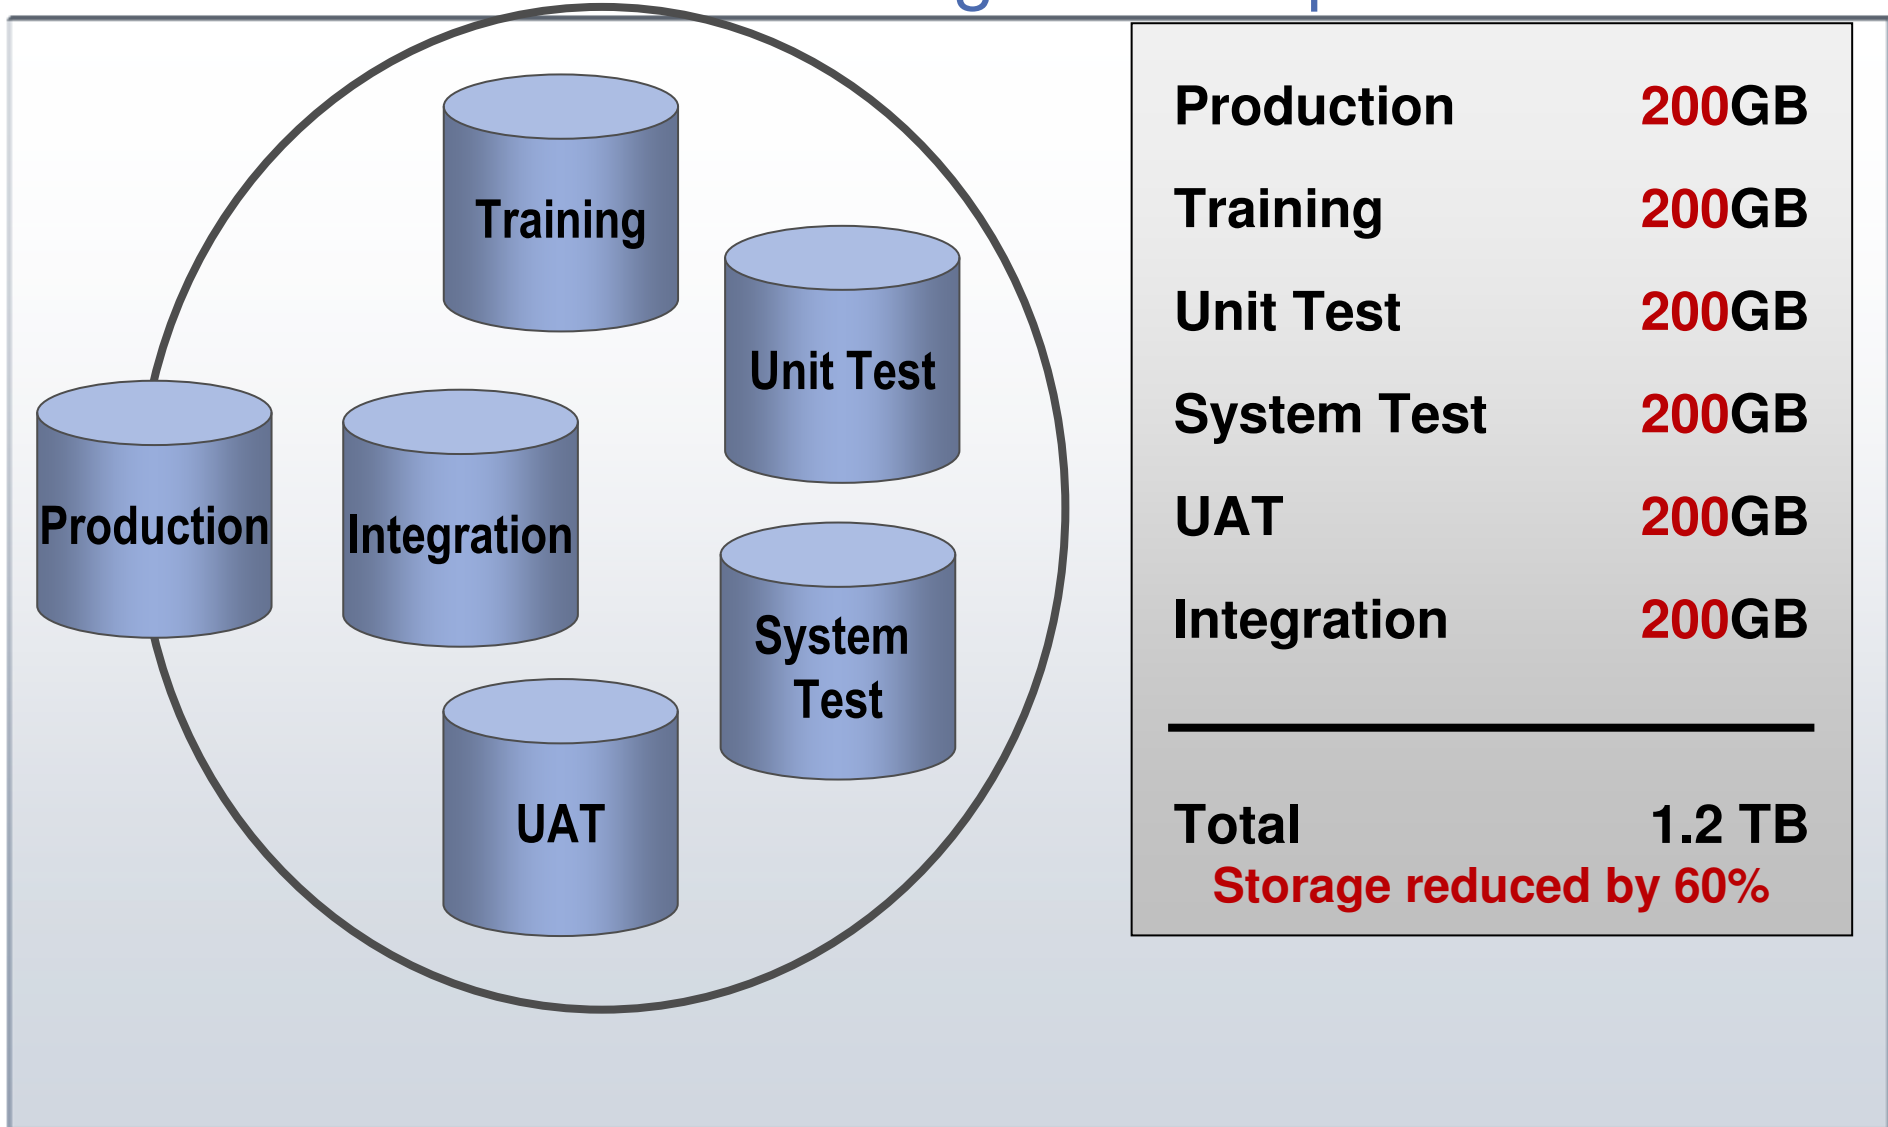 Training
Unit Test
Production
Integration
System
Test
UAT
Production 200GB
Training 200GB
Unit Test 200GB
System Test 200GB
UAT 200GB
Integration 200GB
Total 1.2 TB
Storage reduced by 60%